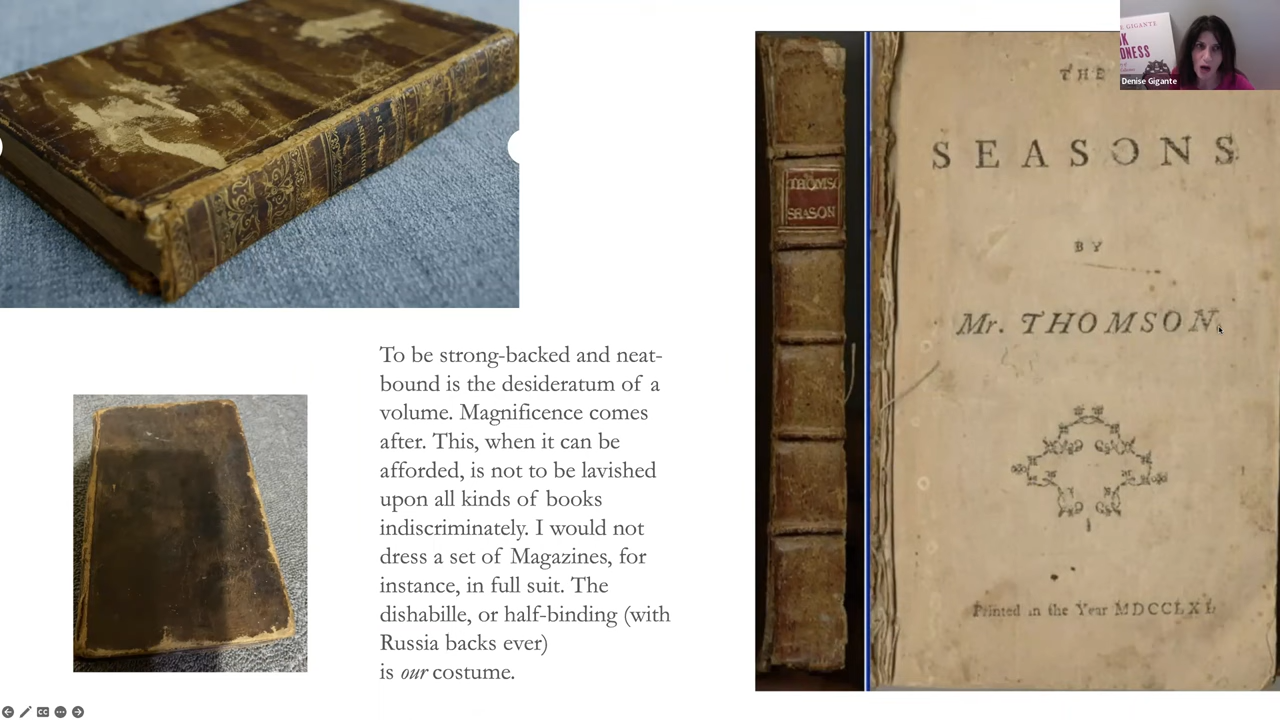 To be strong-backed and neat-
bound is the desideratum of a
volume. Magnificence comes
after. This, when it can be
afforded, is not to be lavished
upon all kinds of books
indiscriminately. I would not
dress a set of Magazines, for
instance, in full suit. The
dishabille, or half-binding (with
Russia backs ever)
is our costume.
THOMS
SEASON
THE
SEASONS
BY
Mr. THOMSON.
Printed in the Year MDCCLXI
GIGANTE
DNESS
Denise Gigante